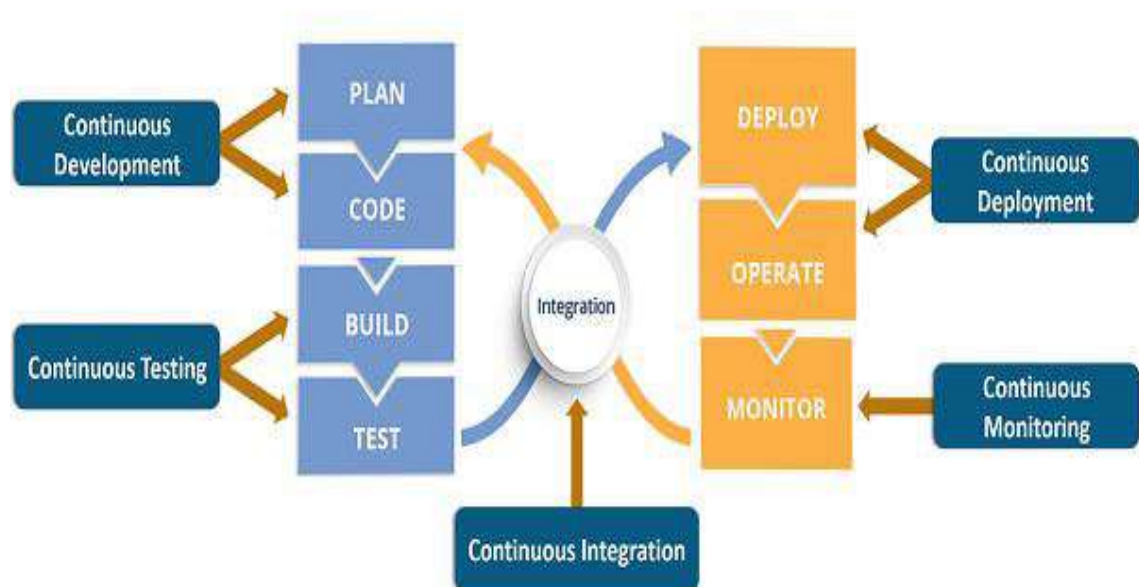 PLAN
CODE
BUILD
TEST
Continuous
Development
Continuous Testing
Integration
Continuous Integration
DEPLOY
OPERATE
MONITOR
Continuous
Deployment
Continuous
Monitoring